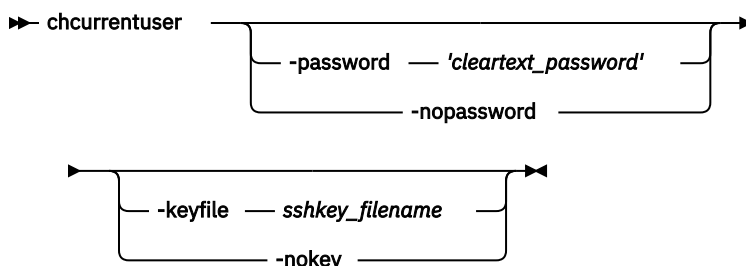 chcurrentuser
-password 'cleartext_password'
-nopassword
-keyfile sshkey_filename
-nokey